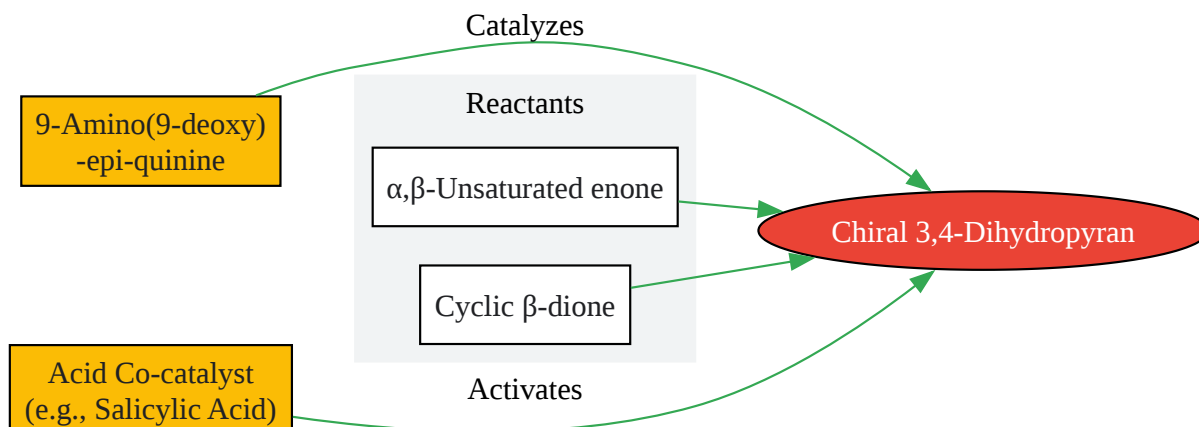 Catalyzes
9-Amino(9-deoxy)
-epi-quinine
Reactants
α,β-Unsaturated enone
Chiral 3,4-Dihydropyran
Cyclic β-dione
Acid Co-catalyst
(e.g., Salicylic Acid)
Activates